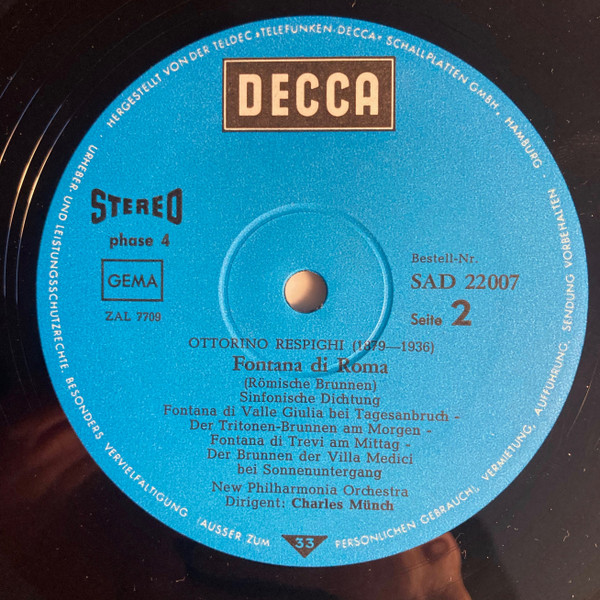 HERGESTELLT VON DER TELDEC »TELEFUNKEN-DECCA« SCHALLPLATTEN GMBH., HAMBURG
DECCA
STEREO
phase 4
GEMA
ZAL 7709
Bestell-Nr.
SAD 22007
Seite 2
OTTORINO RESPIGHI (1879—1936)
Fontana di Roma
(Römische Brunnen)
Sinfonische Dichtung
Fontana di Valle Giulia bei Tagesanbruch -
Der Tritonen-Brunnen am Morgen -
Fontana di Trevi am Mittag -
Der Brunnen der Villa Medici
bei Sonnenuntergang
New Philharmonia Orchestra
Dirigent: Charles Münch
33
URHEBER- UND LEISTUNGSSCHUTZRECHTE, BESONDERS VERVIELFÄLTIGUNG (AUSSER ZUM PERSÖNLICHEN GEBRAUCH), VERMIETUNG, AUFFÜHRUNG, SENDUNG VORBEHALTEN